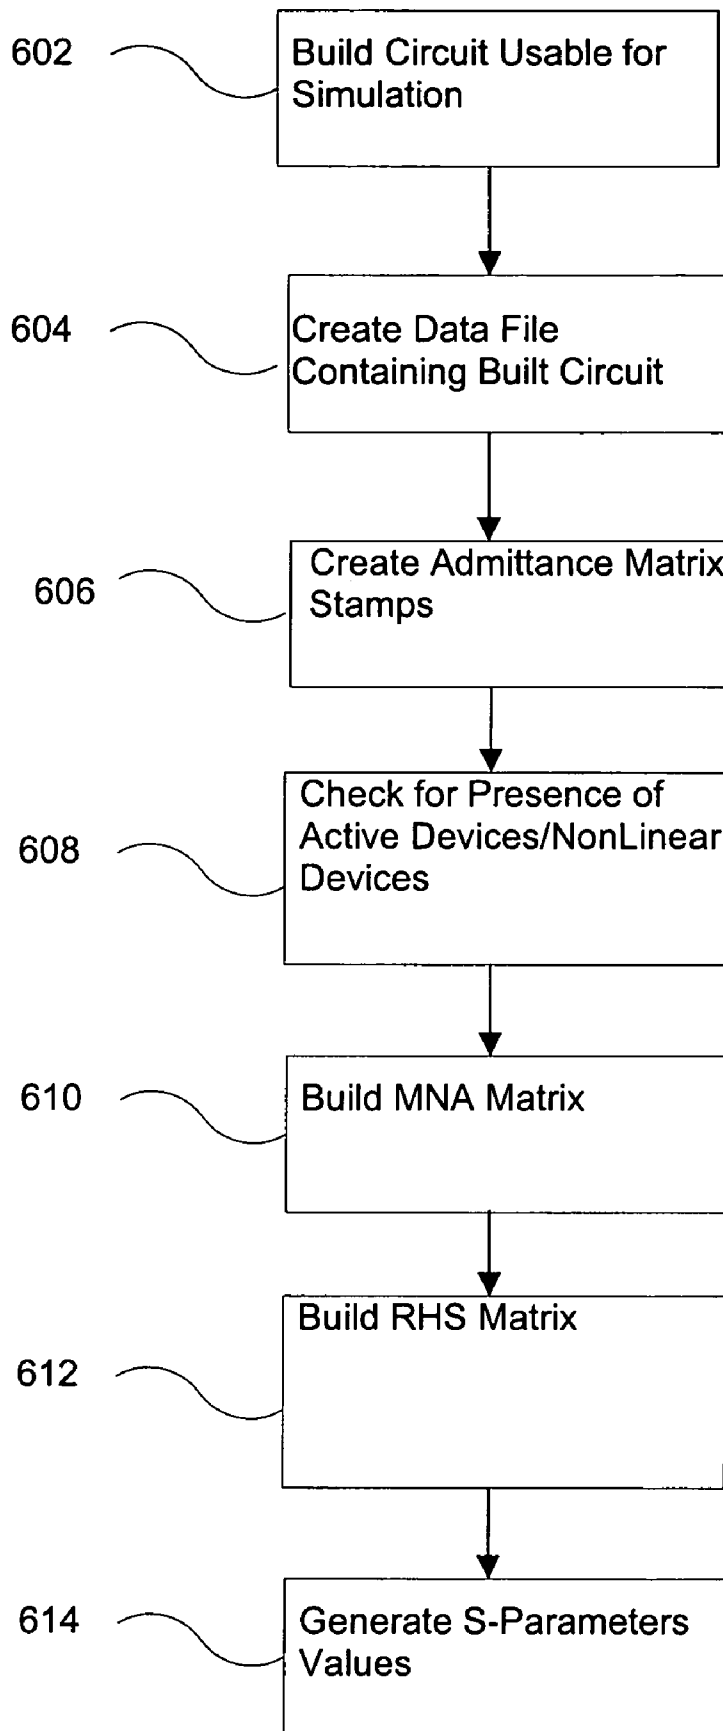 602
Build Circuit Usable for
Simulation
604
Create Data File
Containing Built Circuit
606
Create Admittance Matrix
Stamps
608
Check for Presence of
Active Devices/NonLinear
Devices
610
Build MNA Matrix
612
Build RHS Matrix
614
Generate S-Parameters
Values